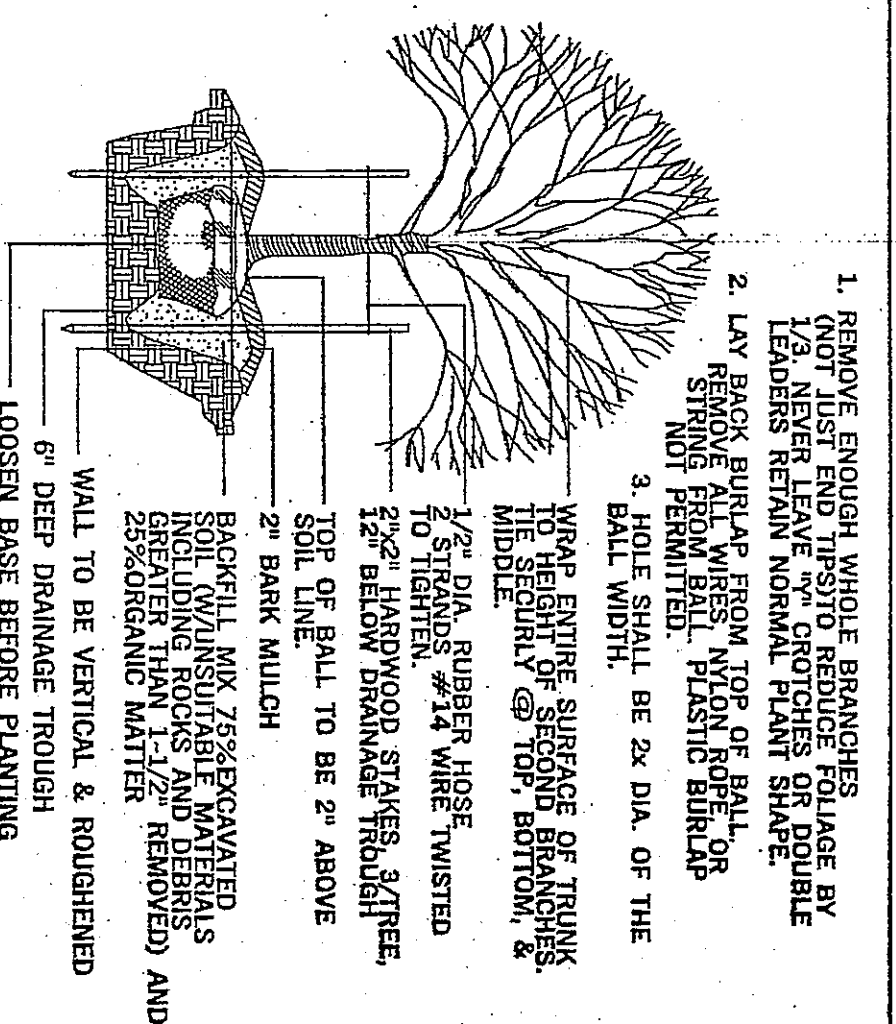 1. REMOVE ENOUGH WHOLE BRANCHES
(NOT JUST END TIPS)TO REDUCE FOLIAGE BY
1/3. NEVER LEAVE "Y" CROTCHES OR DOUBLE
LEADERS RETAIN NORMAL PLANT SHAPE.
2. LAY BACK BURLAP FROM TOP OF BALL.
REMOVE ALL WIRES, NYLON ROPE, OR
STRING FROM BALL. PLASTIC BURLAP
NOT PERMITTED.
3. HOLE SHALL BE 2x DIA. OF THE
BALL WIDTH.
WRAP ENTIRE SURFACE OF TRUNK
TO HEIGHT OF SECOND BRANCHES.
TIE SECURLY @ TOP, BOTTOM, &
MIDDLE.
1/2" DIA. RUBBER HOSE
2 STRANDS #14 WIRE TWISTED
TO TIGHTEN.
2"x2" HARDWOOD STAKES, 3/TREE,
12" BELOW DRAINAGE TROUGH
TOP OF BALL TO BE 2" ABOVE
SOIL LINE.
2" BARK MULCH
BACKFILL MIX 75%EXCAVATED
SOIL (W/UNSUITABLE MATERIALS
INCLUDING ROCKS AND DEBRIS
GREATER THAN 1-1/2" REMOVED) AND
25%ORGANIC MATTER
WALL TO BE VERTICAL & ROUGHENED
6" DEEP DRAINAGE TROUGH
LOOSEN BASE BEFORE PLANTING